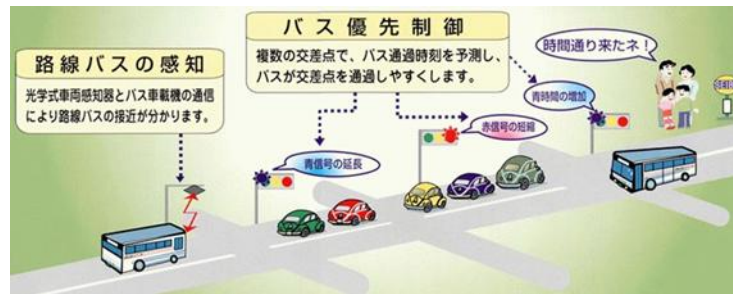 路線バスの感知
光学式車両感知器とバス車載機の通信
により路線バスの接近が分かります。
バス優先制御
複数の交差点で、バス通過時刻を予測し、
バスが交差点を通過しやすくします。
時間通り来たネ!
青信号の延長
赤信号の短縮
青時間の増加